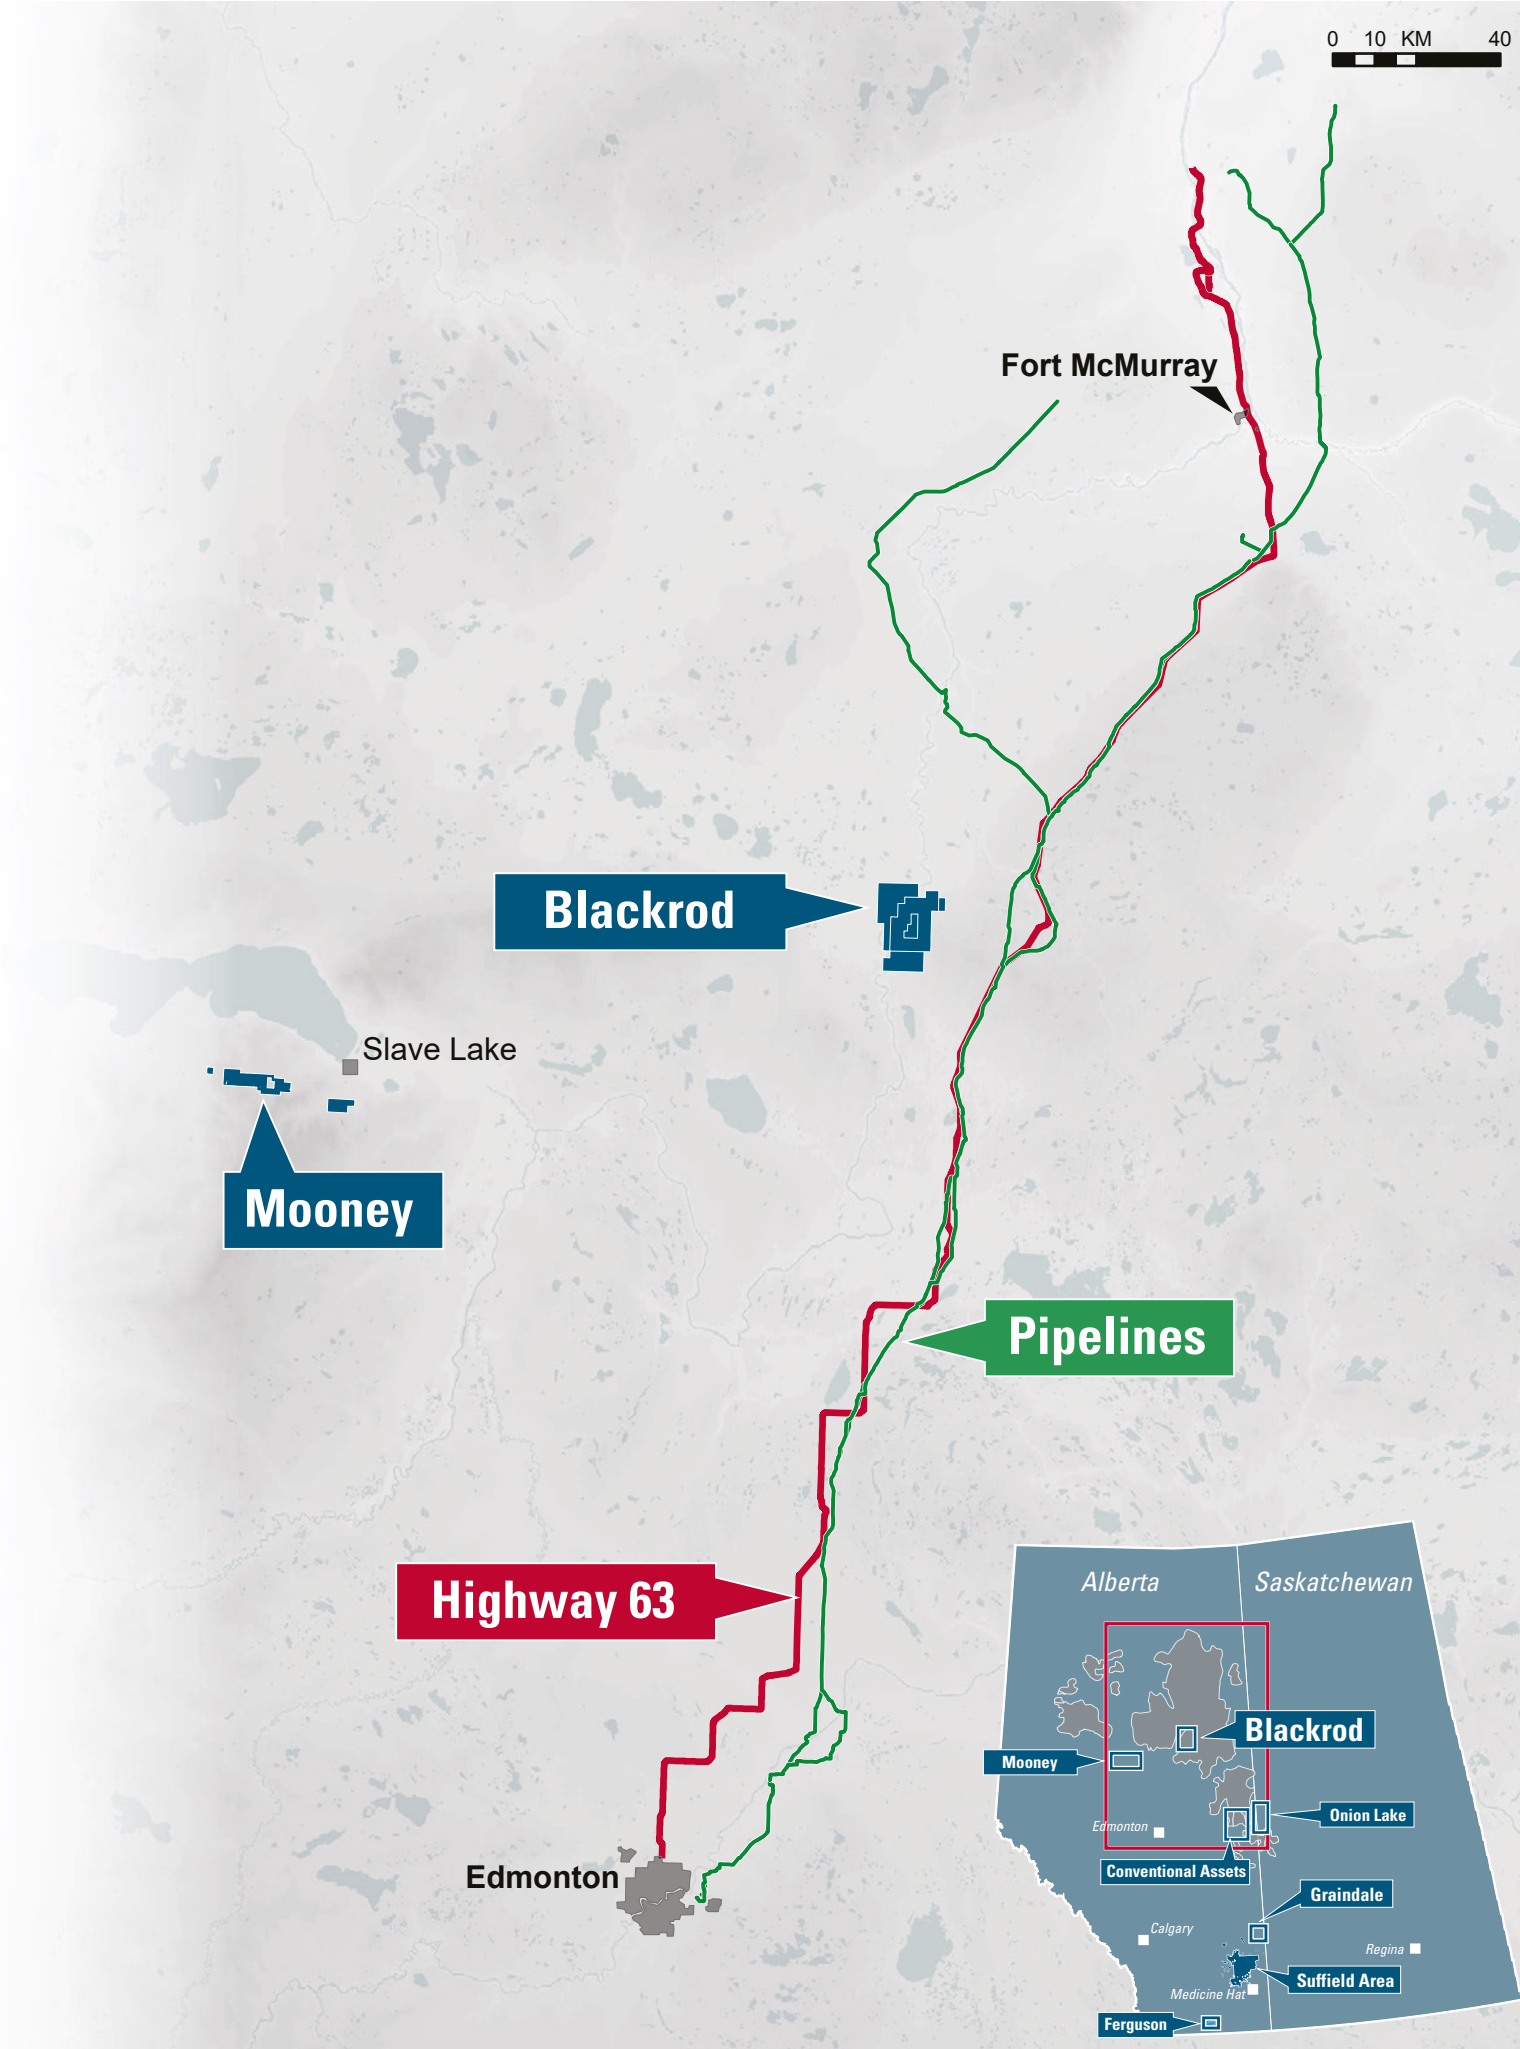 0 10 KM 40
Fort McMurray
Blackrod
Slave Lake
Mooney
Pipelines
Highway 63
Edmonton
Alberta
Saskatchewan
Blackrod
Mooney
Onion Lake
Edmonton
Conventional Assets
Graindale
Calgary
Regina
Suffield Area
Medicine Hat
Ferguson